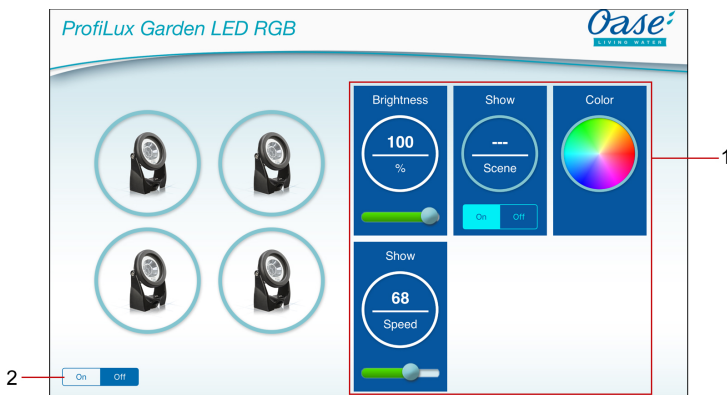 ProfiLux Garden LED RGB
Oase
LIVING WATER
Brightness
100
%
Show
---
Scene
On Off
Color
1
Show
68
Speed
2
On Off